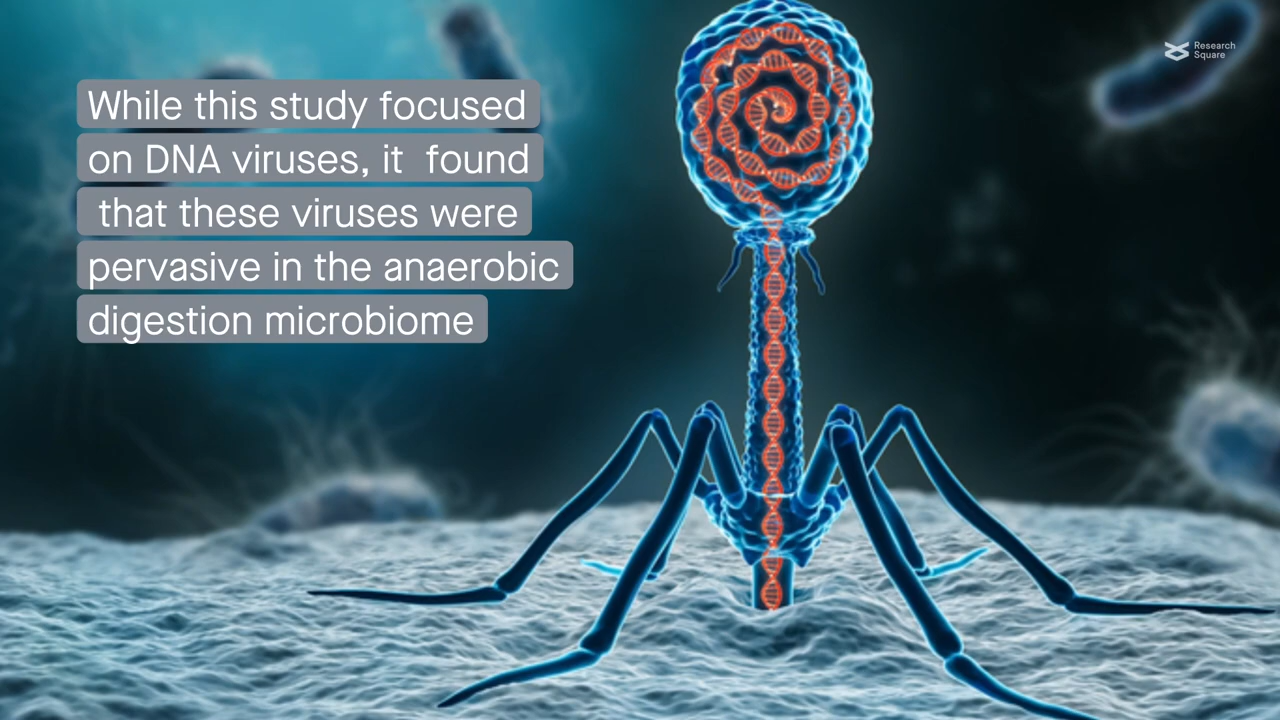 While this study focused
on DNA viruses, it  found
that these viruses were
pervasive in the anaerobic
digestion microbiome
Research
Square